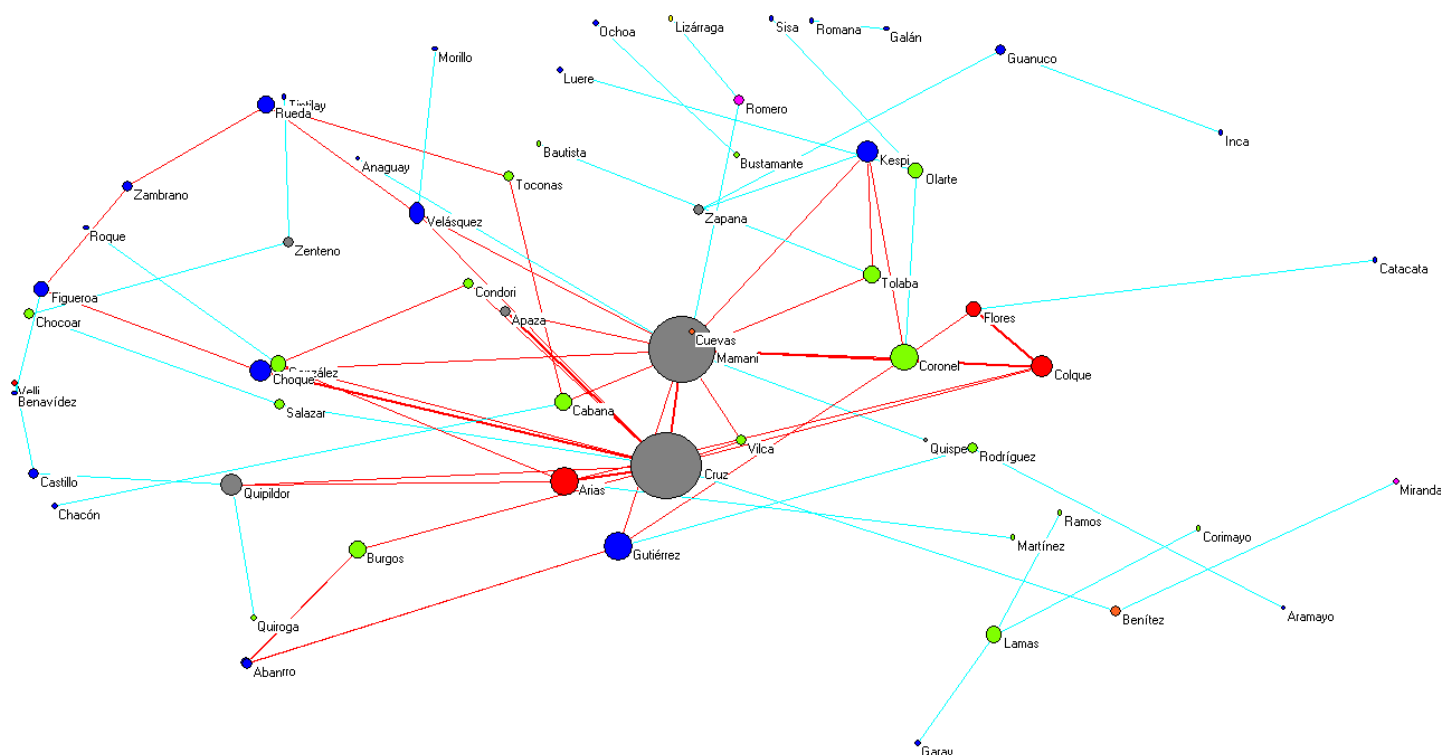 Ochoa
Lizárraga
Sisa
Romana
Galán
Morillo
Guanuco
Luere
Romero
Rueda
Inca
Bautista
Bustamante
Kespi
Anaguay
Olarte
Toconas
Zambrano
Zapana
Velásquez
Roque
Zenteno
Catacata
Tolaba
Condori
Figueroa
Chocoar
Apaza
Flores
Cuevas
Mamani
Coronel
Colque
González
Choque
Velli
Benavídez
Salazar
Cabana
Vilca
Quispe
Rodríguez
Cruz
Castillo
Quipildor
Arias
Miranda
Chacón
Ramos
Corimayo
Martínez
Gutiérrez
Burgos
Benítez
Aramayo
Quiroga
Lamas
Garay